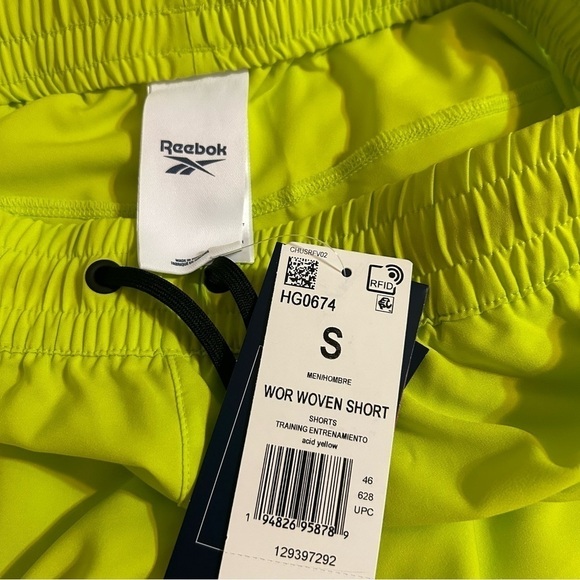 Reebok
CHUSREV02
HG0674
RFID
S
MEN/HOMBRE
WOR WOVEN SHORT
SHORTS
TRAINING ENTRENAMIENTO
acid yellow
46
628
UPC
1 94826 95878 9
129397292